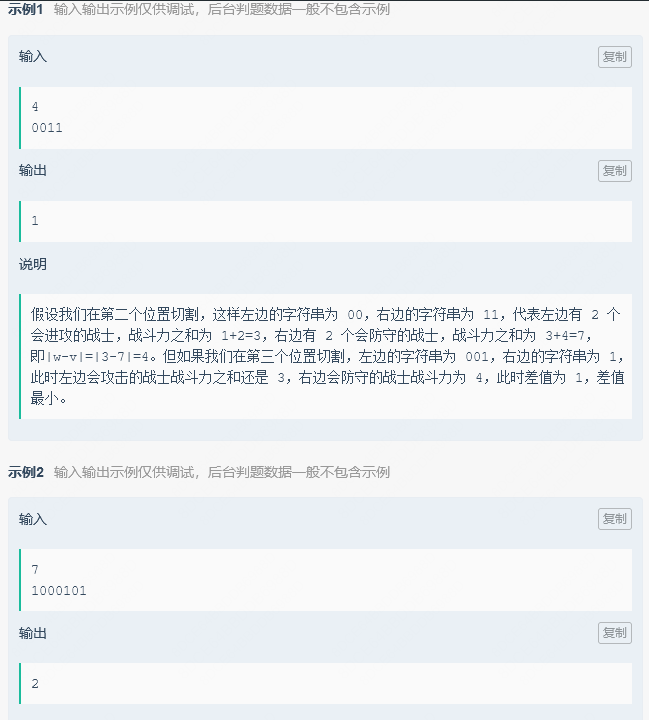 示例1 输入输出示例仅供调试，后台判题数据一般不包含示例
输入
复制
4
0011
输出
复制
1
说明
假设我们在第二个位置切割，这样左边的字符串为 00，右边的字符串为 11，代表左边有 2 个
会进攻的战士，战斗力之和为 1+2=3，右边有 2 个会防守的战士，战斗力之和为 3+4=7，
即|w-v|=|3-7|=4。但如果我们在第三个位置切割，左边的字符串为 001，右边的字符串为 1，
此时左边会攻击的战士战斗力之和还是 3，右边会防守的战士战斗力为 4，此时差值为 1，差值
最小。
示例2 输入输出示例仅供调试，后台判题数据一般不包含示例
输入
复制
7
1000101
输出
复制
2